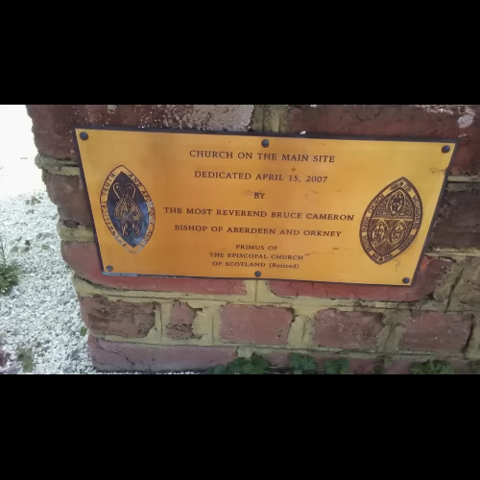 CHURCH ON THE MAIN SITE
DEDICATED APRIL 15, 2007
BY
THE MOST REVEREND BRUCE CAMERON
BISHOP OF ABERDEEN AND ORKNEY
PRIMUS OF
THE EPISCOPAL CHURCH
OF SCOTLAND (Retired)